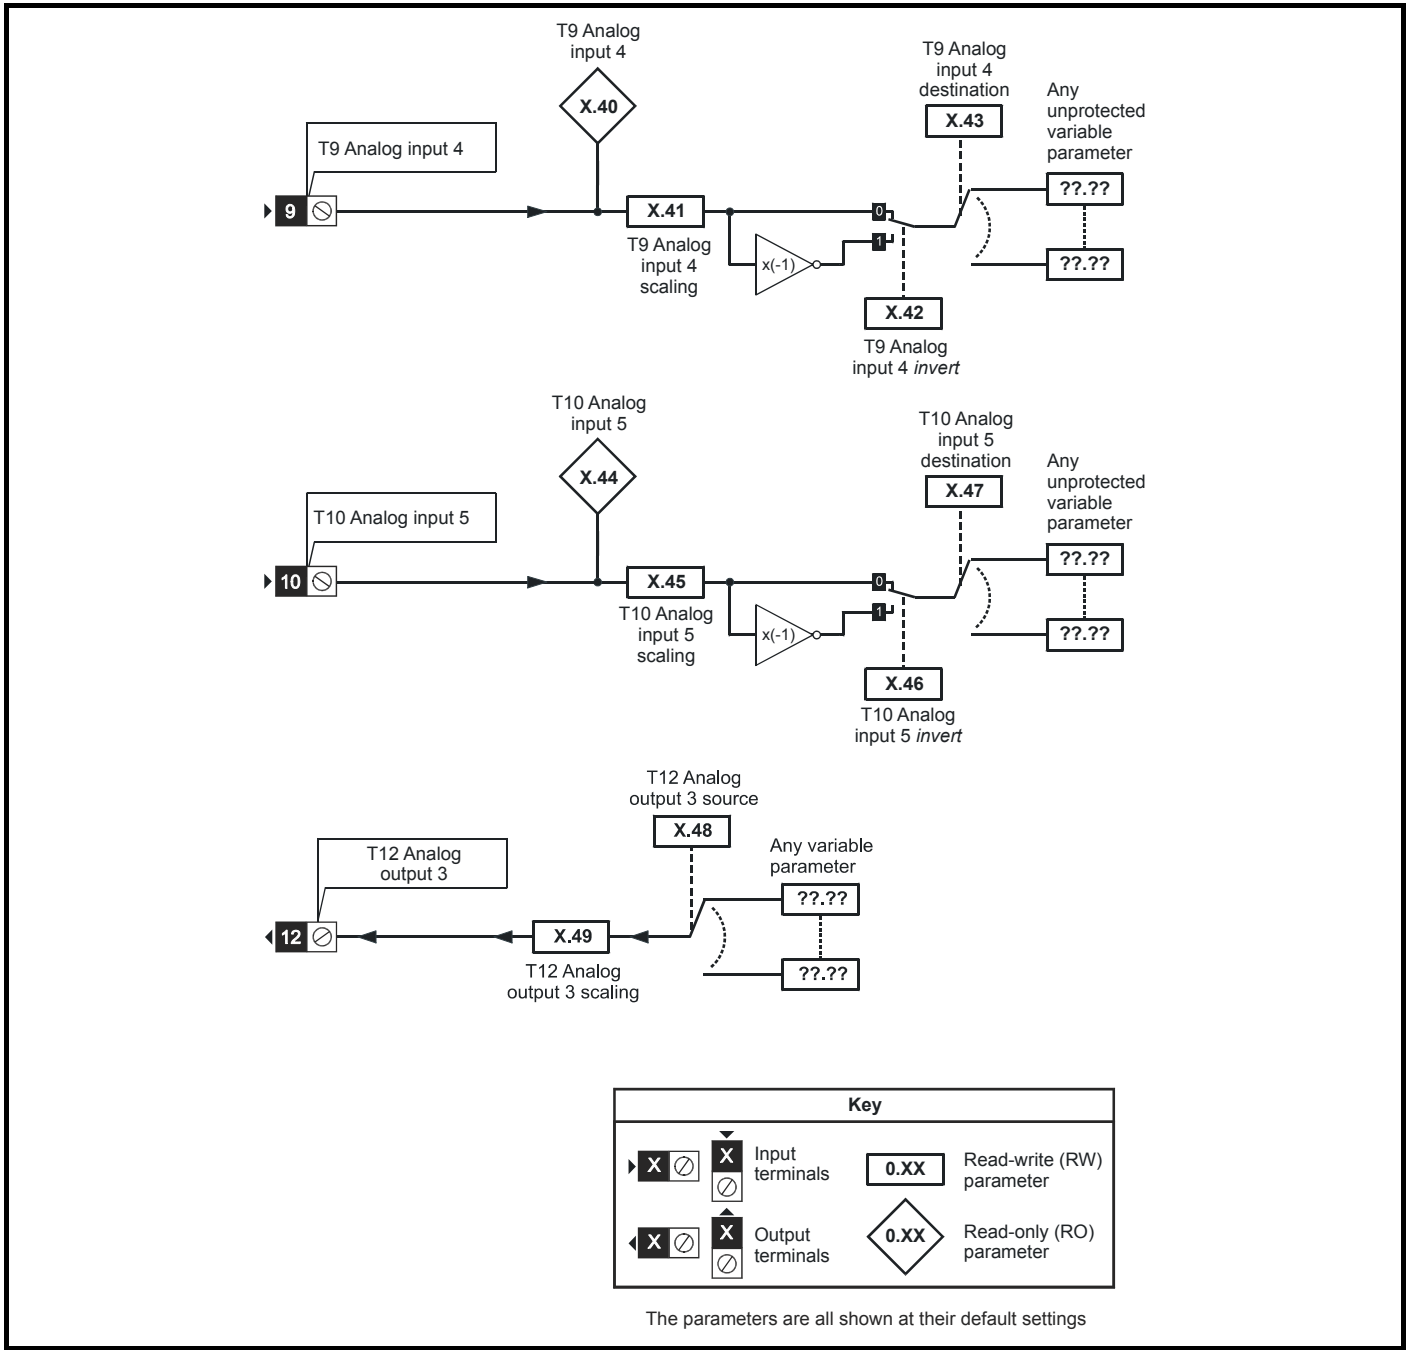 T9 Analog
input 4
X.40
T9 Analog
input 4
destination
X.43
Any
unprotected
variable
parameter
T9 Analog input 4
9
X.41
T9 Analog
input 4
scaling
x(-1)
0
1
??.??
??.??
X.42
T9 Analog
input 4 invert
T10 Analog
input 5
X.44
T10 Analog
input 5
destination
X.47
Any
unprotected
variable
parameter
T10 Analog input 5
10
X.45
T10 Analog
input 5
scaling
x(-1)
0
1
??.??
??.??
X.46
T10 Analog
input 5 invert
T12 Analog
output 3 source
X.48
Any variable
parameter
T12 Analog
output 3
12
X.49
T12 Analog
output 3 scaling
??.??
??.??
Key
X
X
Input
terminals
0.XX
Read-write (RW)
parameter
X
X
Output
terminals
0.XX
Read-only (RO)
parameter
The parameters are all shown at their default settings